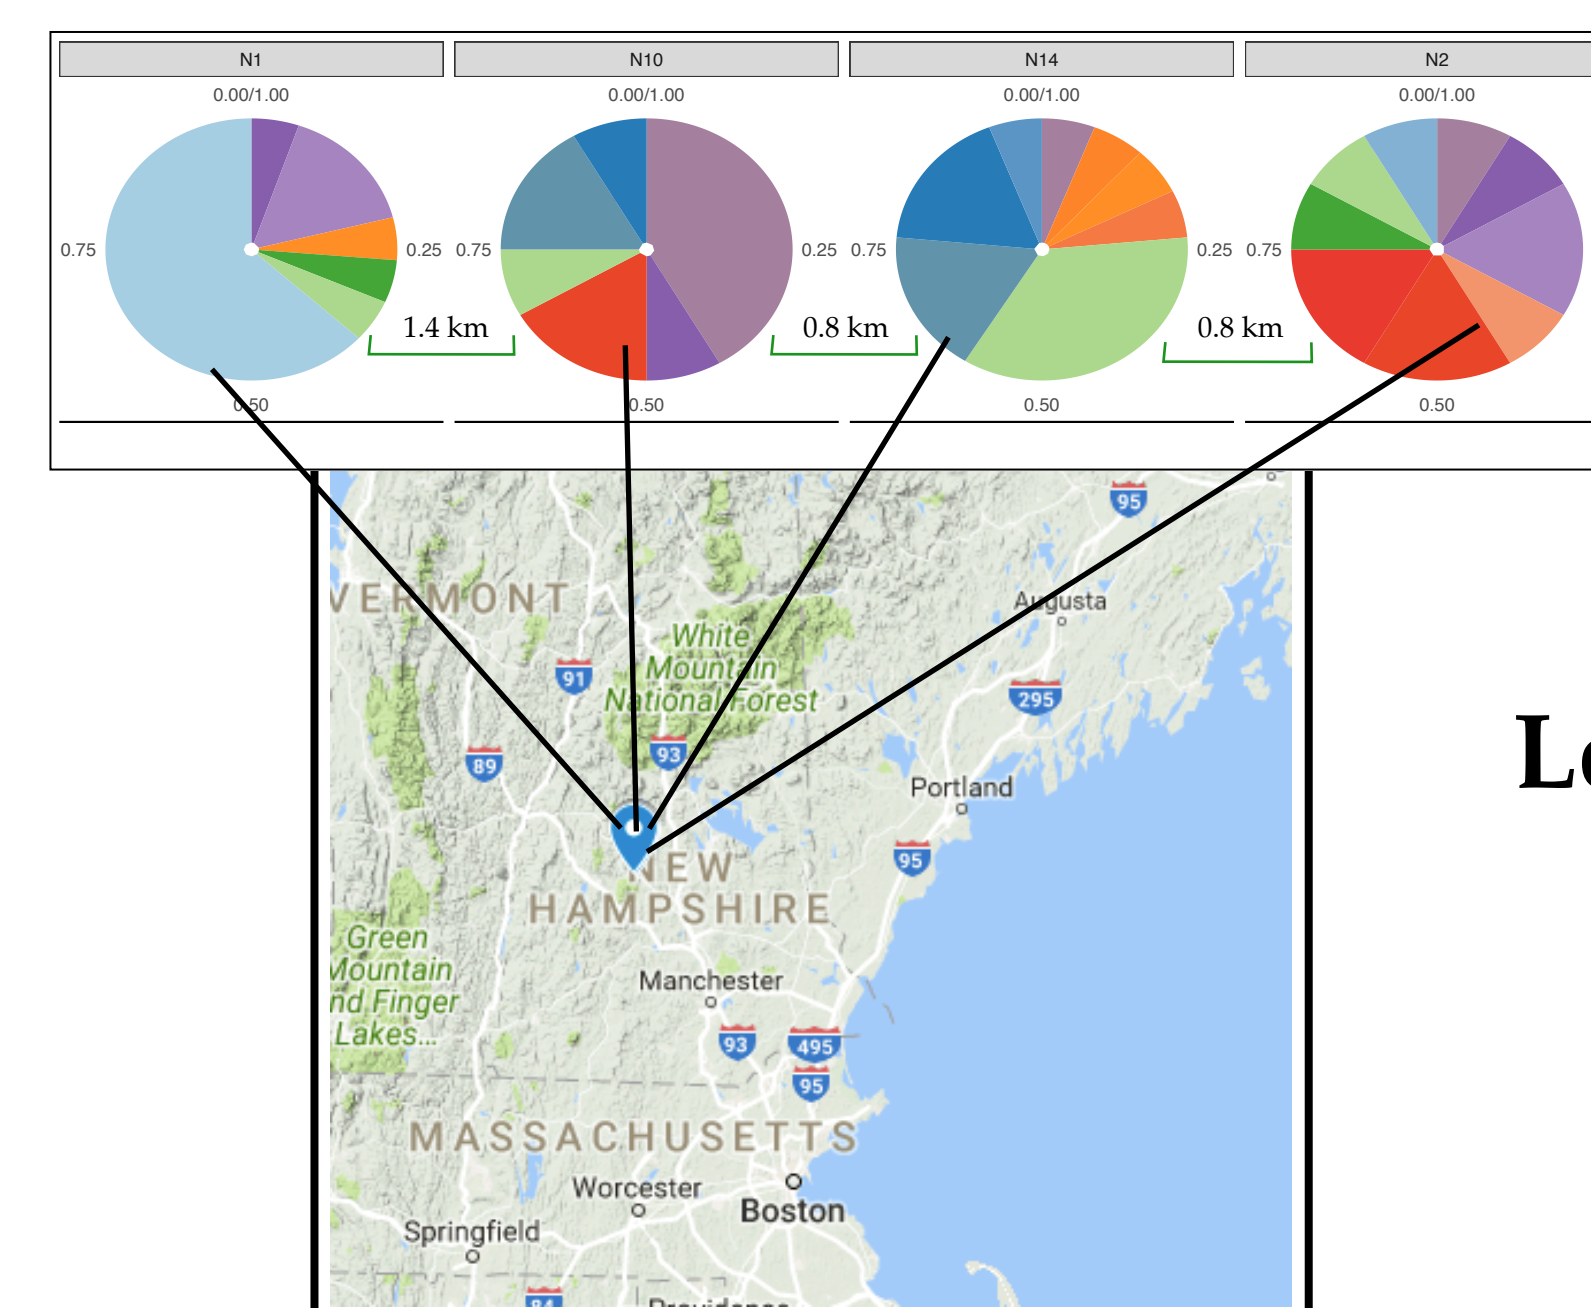 N1
N10
N14
N2
0.00/1.00
0.00/1.00
0.00/1.00
0.00/1.00
0.75
0.25
0.75
0.25
0.75
0.25
0.75
1.4 km
0.8 km
0.8 km
0.50
0.50
0.50
0.50
95
VERMONT
Augusta
White
Mountain
National Forest
91
295
93
89
Portland
95
NEW
HAMPSHIRE
Green
Mountain
nd Finger
Lakes...
Manchester
93
495
95
MASSACHUSETTS
Worcester
Boston
Springfield
84
Providence